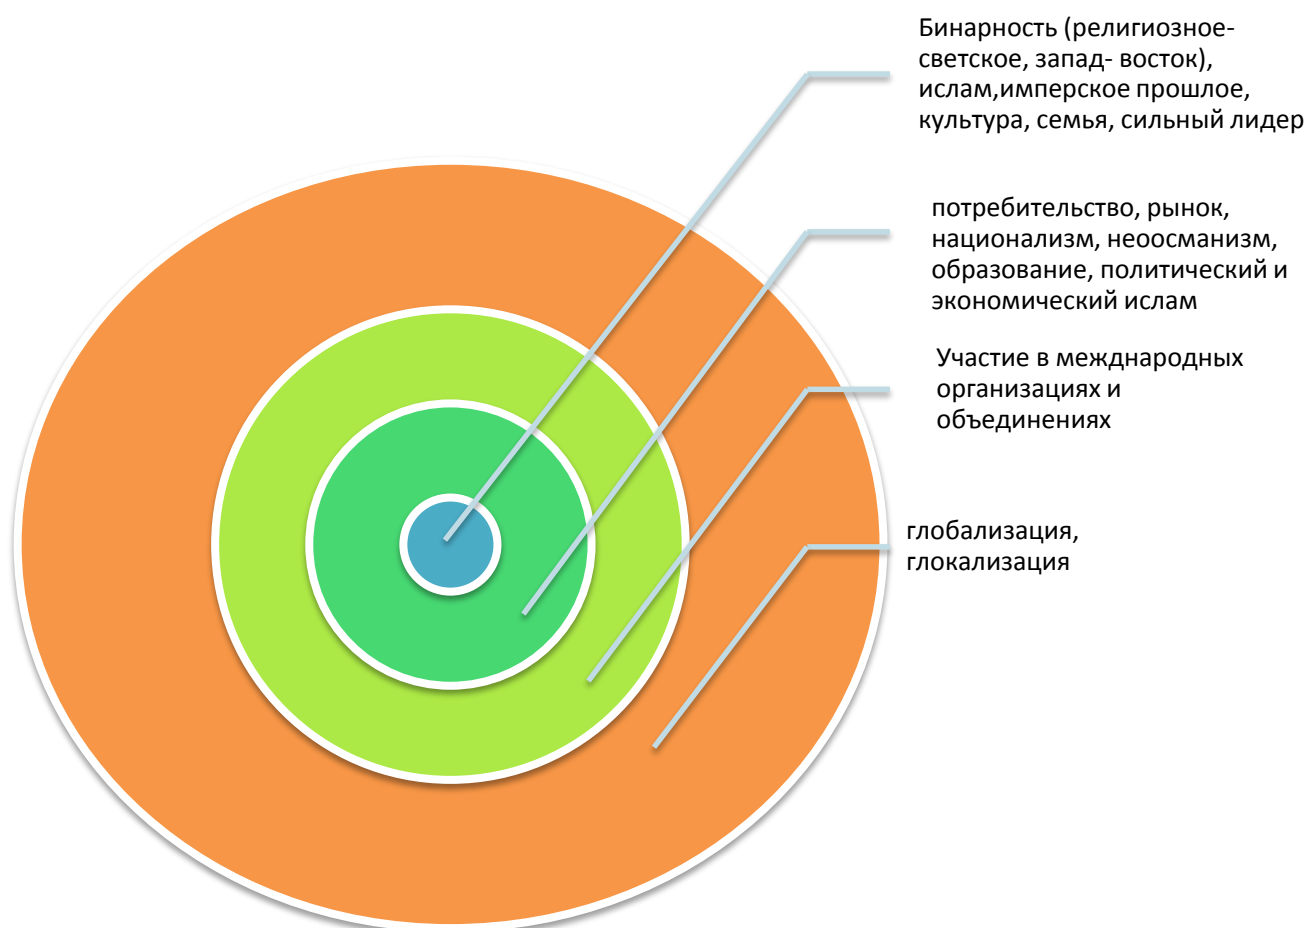 Бинарность (религиозное-
светское, запад- восток),
ислам,имперское прошлое,
культура, семья, сильный лидер
потребительство, рынок,
национализм, неоосманизм,
образование, политический и
экономический ислам
Участие в межднародных
организациях и
объединениях
глобализация,
глокализация